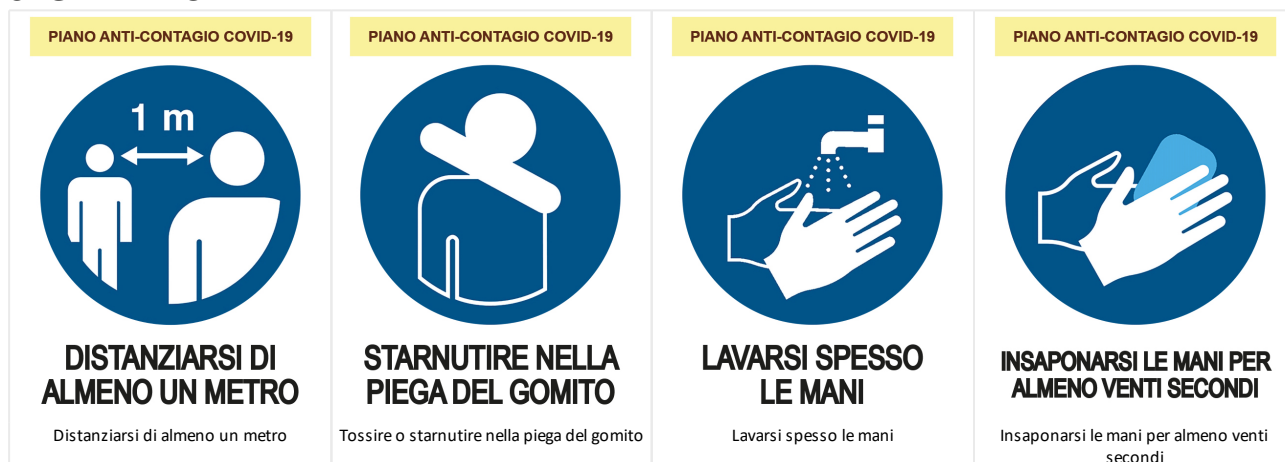 PIANO ANTI-CONTAGIO COVID-19
1 m
DISTANZIARSI DI
ALMENO UN METRO
Distanziarsi di almeno un metro
PIANO ANTI-CONTAGIO COVID-19
STARNUTIRE NELLA
PIEGA DEL GOMITO
Tossire o starnutire nella piega del gomito
PIANO ANTI-CONTAGIO COVID-19
LAVARSI SPESSO
LE MANI
Lavarsi spesso le mani
PIANO ANTI-CONTAGIO COVID-19
INSAPONARSI LE MANI PER
ALMENO VENTI SECONDI
Insaponarsi le mani per almeno venti
secondi